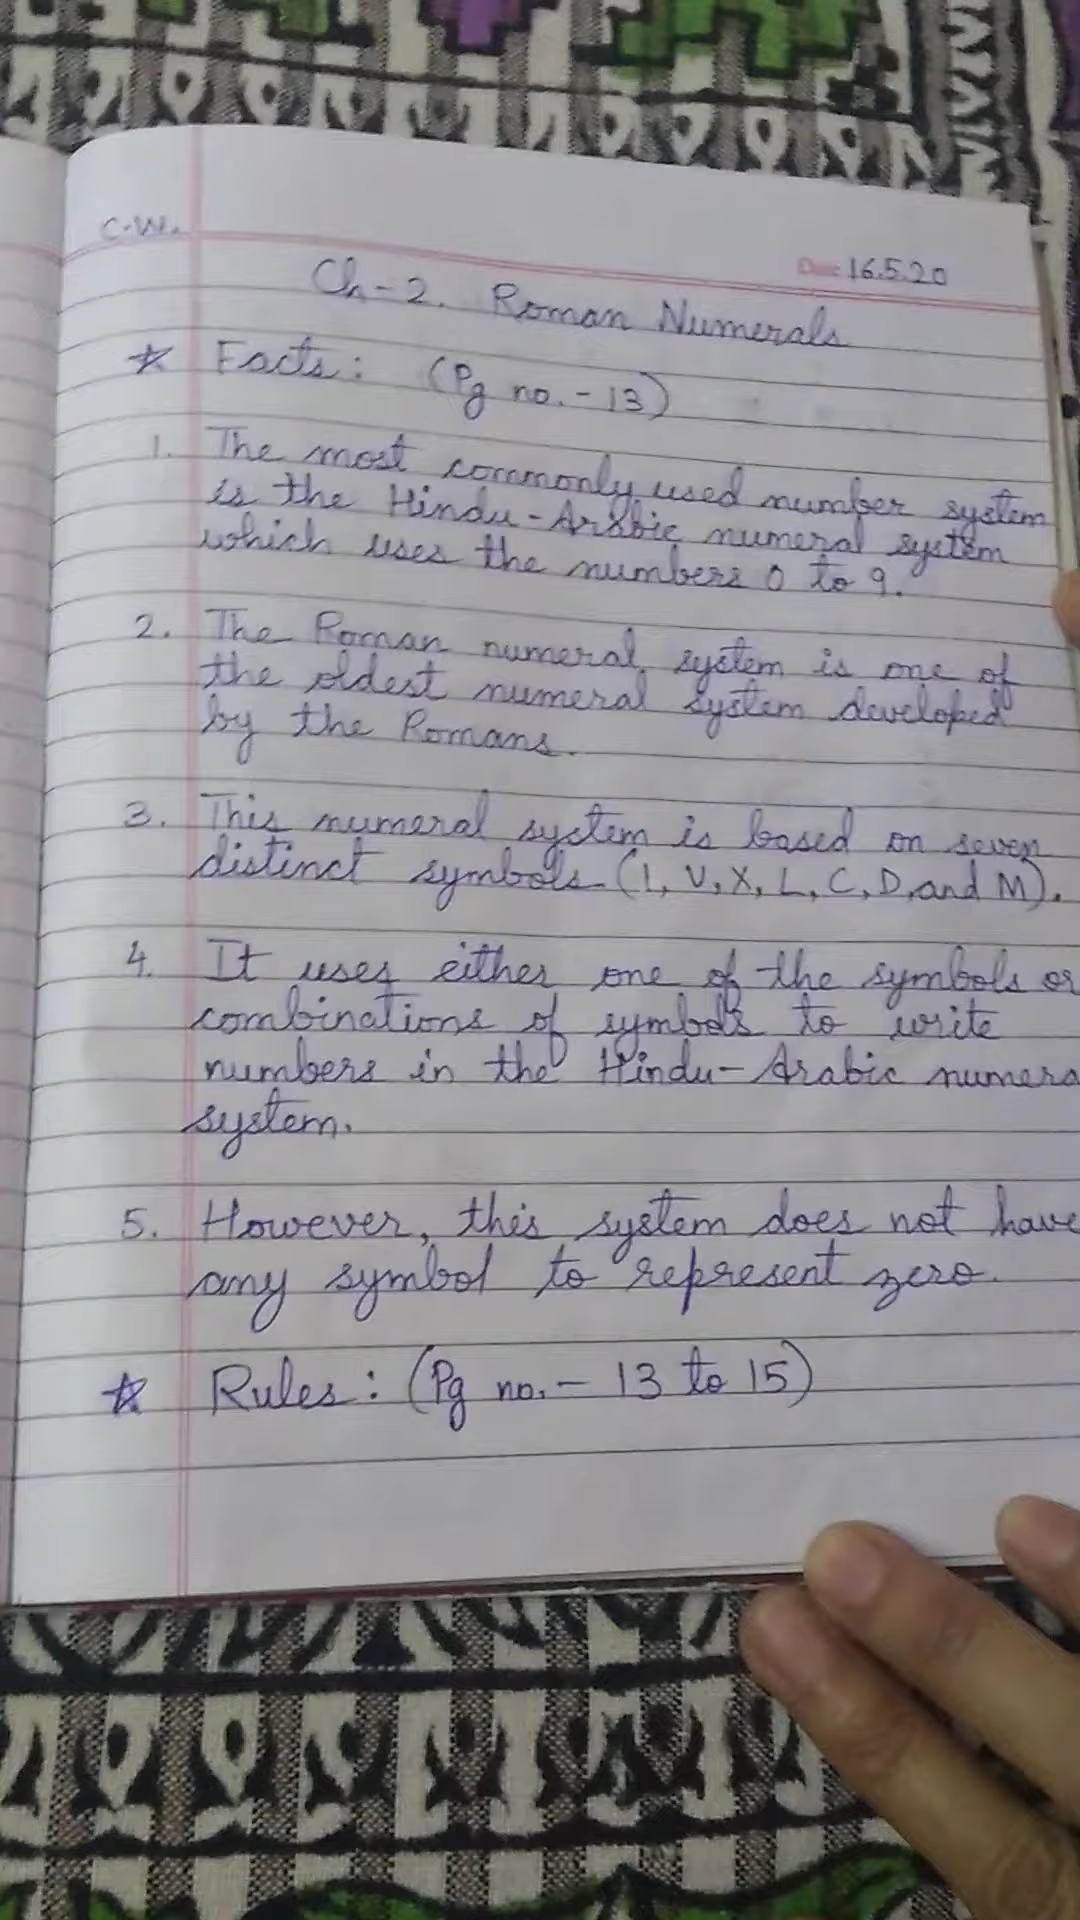 C.W.
Date 16.5.20
Ch-2. Roman Numerals
☆ Facts: (Pg no. - 13)
1. The most commonly used number system
is the Hindu-Arabic numeral system
which uses the numbers 0 to 9.
2. The Roman numeral system is one of
the oldest numeral system developed
by the Romans.
3. This numeral system is based on seven
distinct symbols (I, V, X, L, C, D, and M).
4. It uses either one of the symbols or
combinations of symbols to write
numbers in the Hindu-Arabic numera
system.
5. However, this system does not have
any symbol to represent zero.
☆ Rules: (Pg no. - 13 to 15)